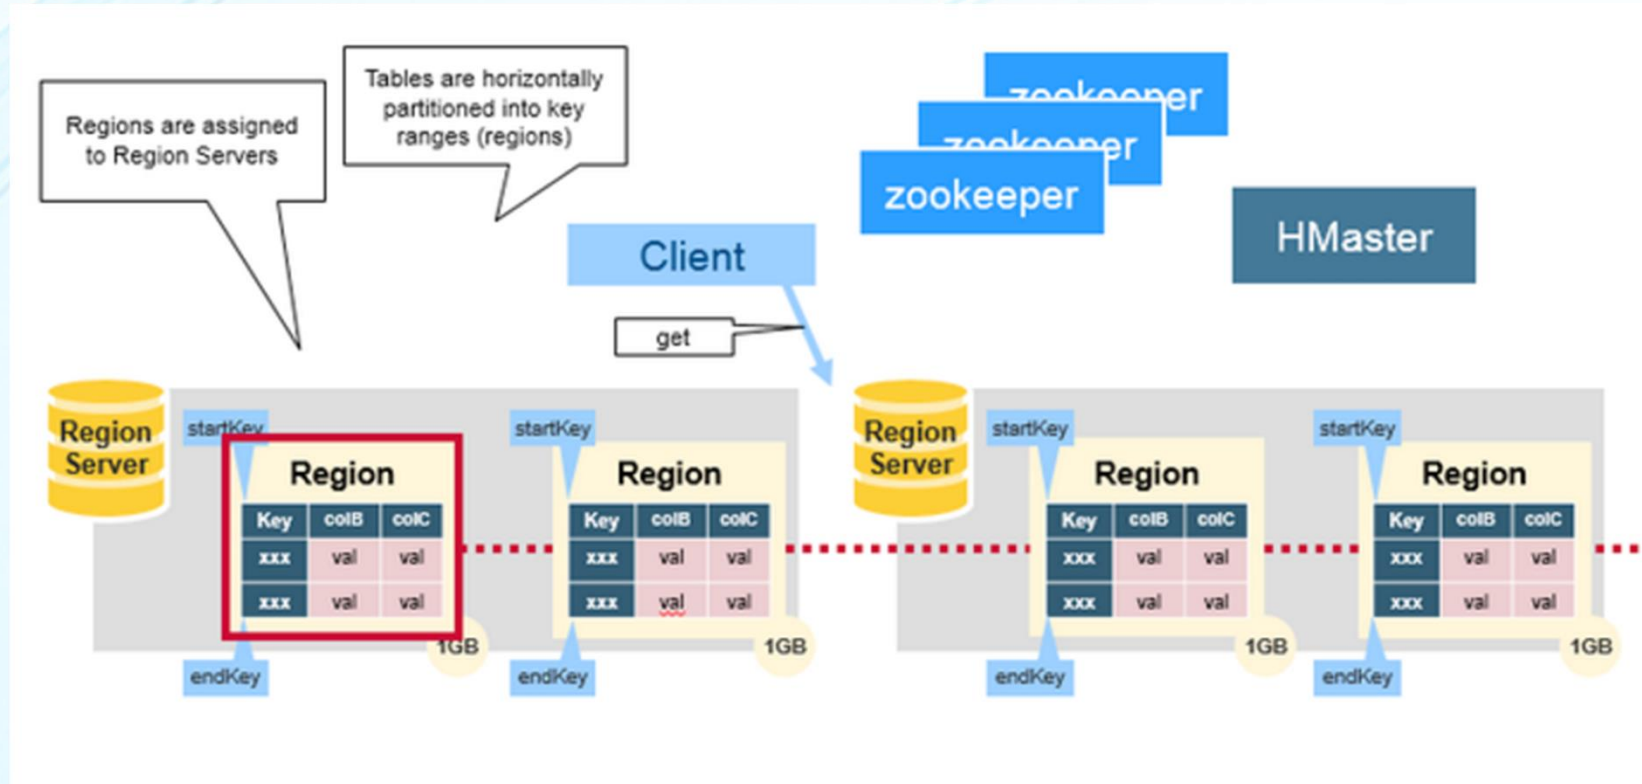 Regions are assigned
to Region Servers
Tables are horizontally
partitioned into key
ranges (regions)
zookeeper
zookeeper
zookeeper
HMaster
Client
get
Region
Server
startKey
Region
Key colB colC
xxx val val
xxx val val
1GB
endKey
startKey
Region
Key colB colC
xxx val val
xxx val val
1GB
endKey
Region
Server
startKey
Region
Key colB colC
xxx val val
xxx val val
1GB
endKey
startKey
Region
Key colB colC
xxx val val
xxx val val
1GB
endKey